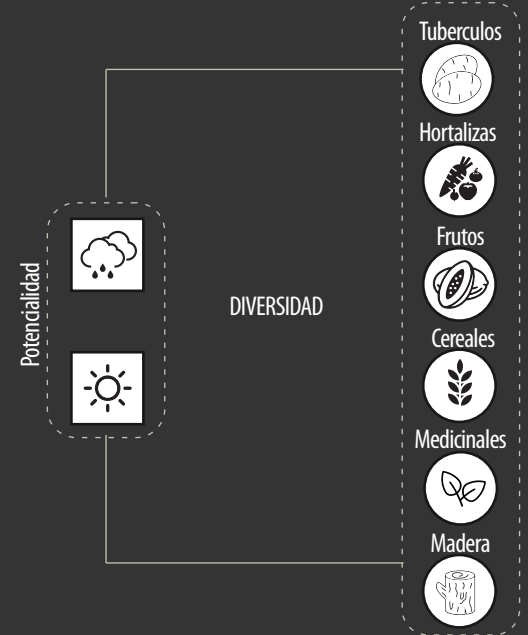 Tuberculos
Hortalizas
Frutos
Cereales
Medicinales
Madera
DIVERSIDAD
Potencialidad